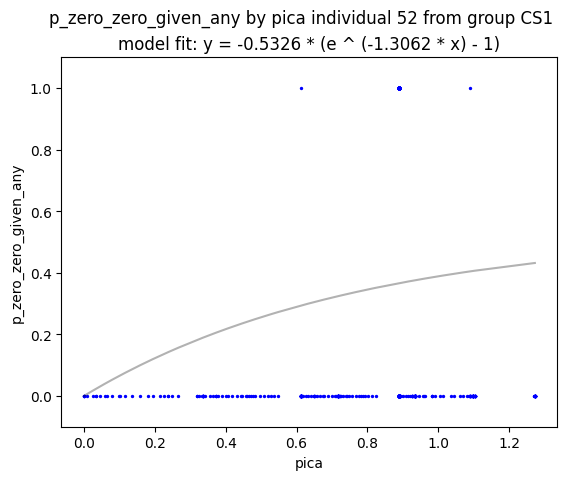 p_zero_zero_given_any by pica individual 52 from group CS1
model fit: y = -0.5326 * (e ^ (-1.3062 * x) - 1)
1.0
0.8
0.6
0.4
0.2
0.0
p_zero_zero_given_any
0.0 0.2 0.4 0.6 0.8 1.0 1.2
pica